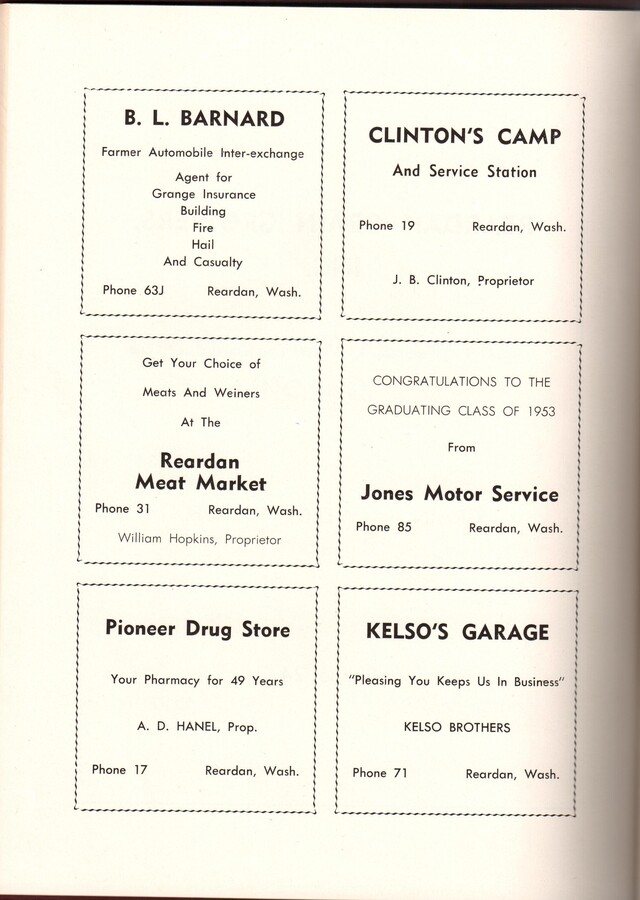 B. L. BARNARD
Farmer Automobile Inter-exchange
Agent for
Grange Insurance
Building
Fire
Hail
And Casualty
Phone 63J Reardan, Wash.
CLINTON'S CAMP
And Service Station
Phone 19 Reardan, Wash.
J. B. Clinton, Proprietor
Get Your Choice of
Meats And Weiners
At The
Reardan
Meat Market
Phone 31 Reardan, Wash.
William Hopkins, Proprietor
CONGRATULATIONS TO THE
GRADUATING CLASS OF 1953
From
Jones Motor Service
Phone 85 Reardan, Wash.
Pioneer Drug Store
Your Pharmacy for 49 Years
A. D. HANEL, Prop.
Phone 17 Reardan, Wash.
KELSO'S GARAGE
"Pleasing You Keeps Us In Business"
KELSO BROTHERS
Phone 71 Reardan, Wash.